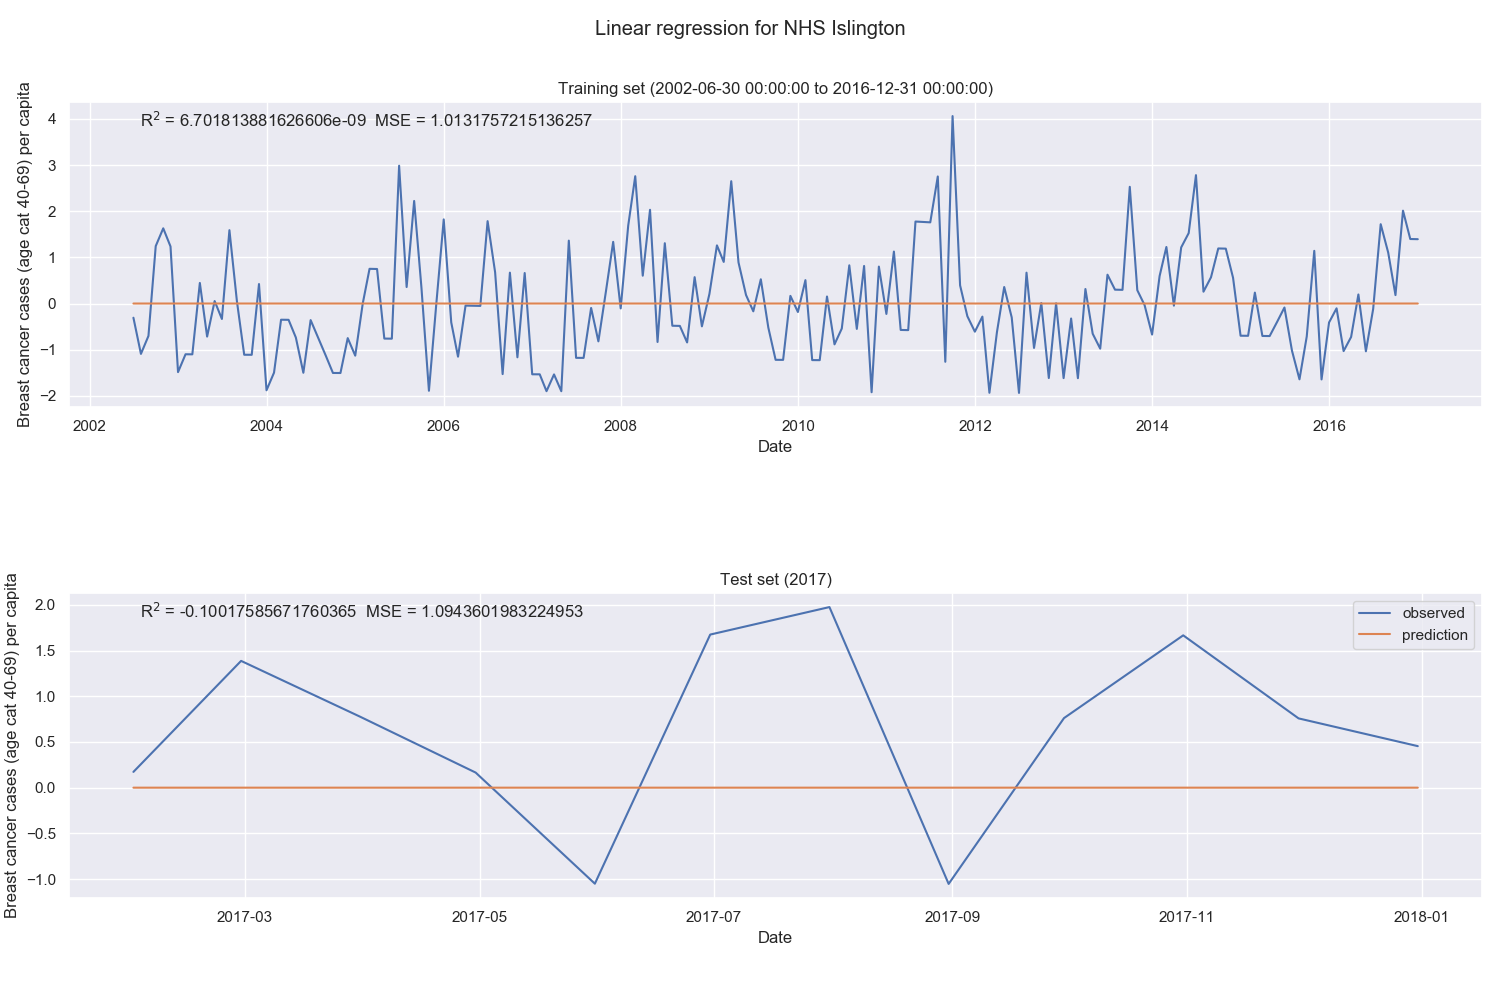 Linear regression for NHS Islington
Training set (2002-06-30 00:00:00 to 2016-12-31 00:00:00)
R² = 6.701813881626606e-09 MSE = 1.0131757215136257
Breast cancer cases (age cat 40-69) per capita
4
3
2
1
0
−1
−2
2002 2004 2006 2008 2010 2012 2014 2016
Date
Test set (2017)
R² = -0.10017585671760365 MSE = 1.0943601983224953
observed
prediction
Breast cancer cases (age cat 40-69) per capita
2.0
1.5
1.0
0.5
0.0
−0.5
−1.0
2017-03 2017-05 2017-07 2017-09 2017-11 2018-01
Date